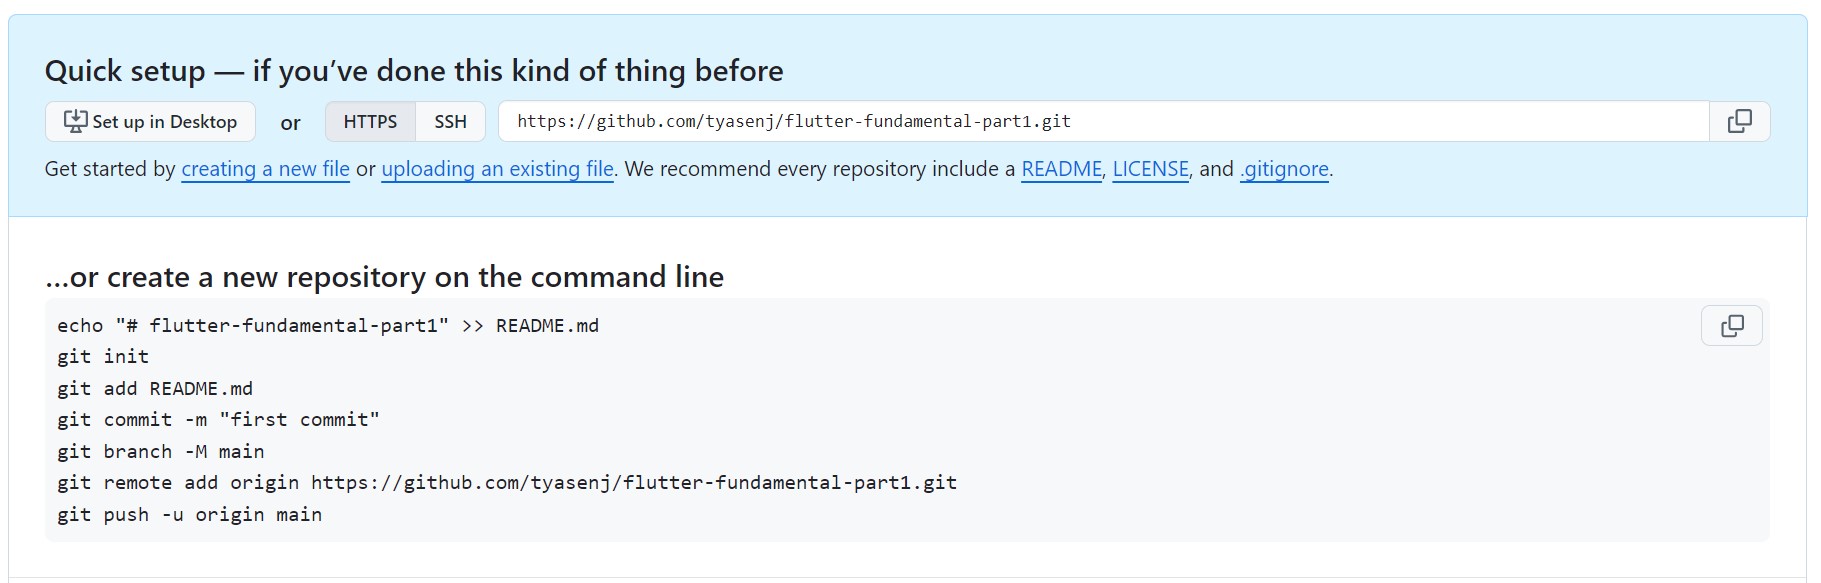 Quick setup — if you’ve done this kind of thing before
Set up in Desktop or HTTPS SSH https://github.com/tyasenj/flutter-fundamental-part1.git
Get started by creating a new file or uploading an existing file. We recommend every repository include a README, LICENSE, and .gitignore.
…or create a new repository on the command line
echo "# flutter-fundamental-part1" >> README.md
git init
git add README.md
git commit -m "first commit"
git branch -M main
git remote add origin https://github.com/tyasenj/flutter-fundamental-part1.git
git push -u origin main